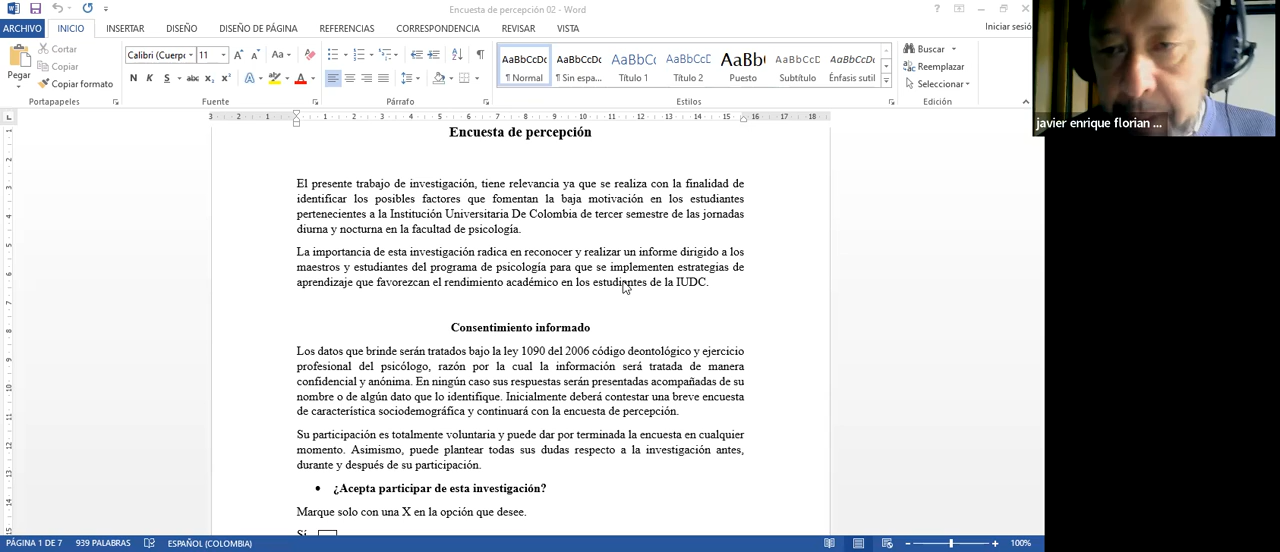 Encuesta de percepción 02 - Word
ARCHIVO INICIO INSERTAR DISEÑO DISEÑO DE PÁGINA REFERENCIAS CORRESPONDENCIA REVISAR VISTA Iniciar sesió
Pegar
Cortar
Copiar
Copiar formato
Portapapeles
Calibri (Cuerpo 11
Fuente
Párrafo
AaBbCcDc AaBbCcDc AaBbCc AaBbCcD AaBb AaBbCcD AaBbCcDc
¶ Normal ¶ Sin espa... Título 1 Título 2 Puesto Subtítulo Énfasis sutil
Estilos
Buscar
Reemplazar
Seleccionar
Edición
javier enrique florian ...
Encuesta de percepción
El presente trabajo de investigación, tiene relevancia ya que se realiza con la finalidad de
identificar los posibles factores que fomentan la baja motivación en los estudiantes
pertenecientes a la Institución Universitaria De Colombia de tercer semestre de las jornadas
diurna y nocturna en la facultad de psicología.
La importancia de esta investigación radica en reconocer y realizar un informe dirigido a los
maestros y estudiantes del programa de psicología para que se implementen estrategias de
aprendizaje que favorezcan el rendimiento académico en los estudiantes de la IUDC.
Consentimiento informado
Los datos que brinde serán tratados bajo la ley 1090 del 2006 código deontológico y ejercicio
profesional del psicólogo, razón por la cual la información será tratada de manera
confidencial y anónima. En ningún caso sus respuestas serán presentadas acompañadas de su
nombre o de algún dato que lo identifique. Inicialmente deberá contestar una breve encuesta
de característica sociodemográfica y continuará con la encuesta de percepción.
Su participación es totalmente voluntaria y puede dar por terminada la encuesta en cualquier
momento. Asimismo, puede plantear todas sus dudas respecto a la investigación antes,
durante y después de su participación.
• ¿Acepta participar de esta investigación?
Marque solo con una X en la opción que desee.
Sí
PÁGINA 1 DE 7 939 PALABRAS ESPAÑOL (COLOMBIA) 100%